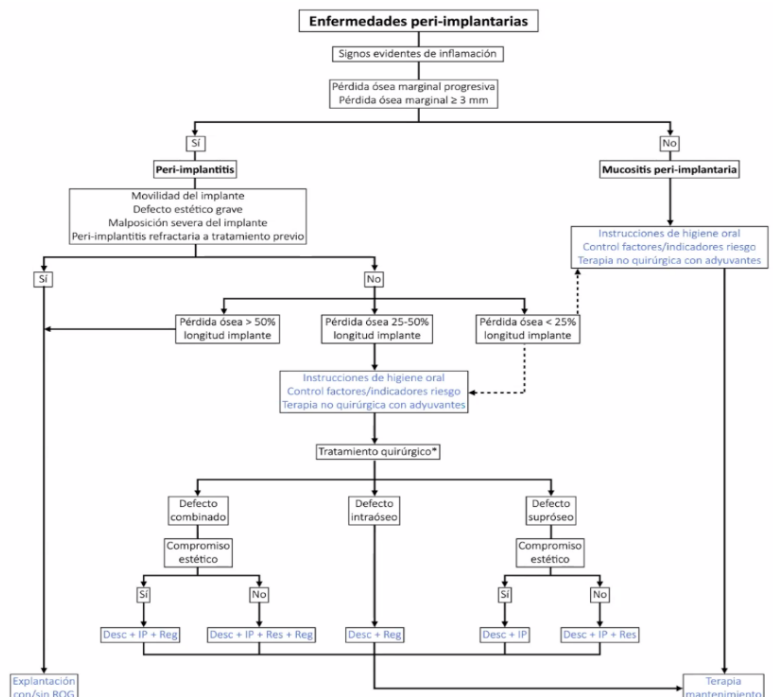 Enfermedades peri-implantarias
Signos evidentes de inflamación
Pérdida ósea marginal progresiva
Pérdida ósea marginal ≥ 3 mm
Sí
No
Peri-implantitis
Mucositis peri-implantaria
Movilidad del implante
Defecto estético grave
Malposición severa del implante
Peri-implantitis refractaria a tratamiento previo
Instrucciones de higiene oral
Control factores/indicadores riesgo
Terapia no quirúrgica con adyuvantes
Sí
No
Pérdida ósea > 50%
longitud implante
Pérdida ósea 25-50%
longitud implante
Pérdida ósea < 25%
longitud implante
Instrucciones de higiene oral
Control factores/indicadores riesgo
Terapia no quirúrgica con adyuvantes
Tratamiento quirúrgico*
Defecto
combinado
Defecto
intraóseo
Defecto
supróseo
Compromiso
estético
Compromiso
estético
Sí
No
Sí
No
Desc + IP + Reg
Desc + IP + Res + Reg
Desc + Reg
Desc + IP
Desc + IP + Res
Explantación
con/sin ROG
Terapia
mantenimiento